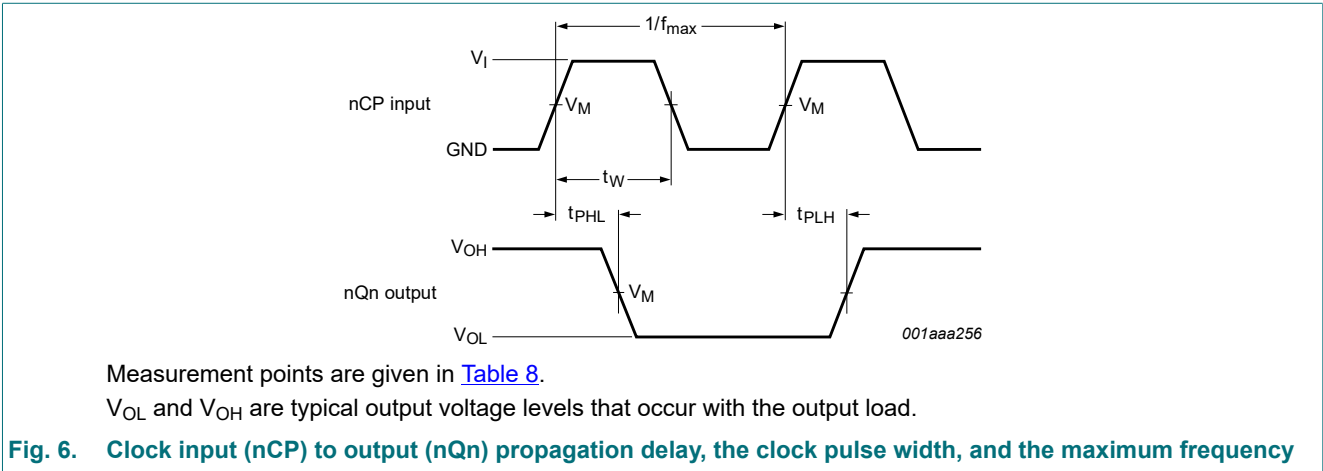 1/fmax
VI
nCP input
VM
VM
GND
tW
tPHL
tPLH
VOH
nQn output
VM
VOL
001aaa256
Measurement points are given in Table 8.
VOL and VOH are typical output voltage levels that occur with the output load.
Fig. 6. Clock input (nCP) to output (nQn) propagation delay, the clock pulse width, and the maximum frequency